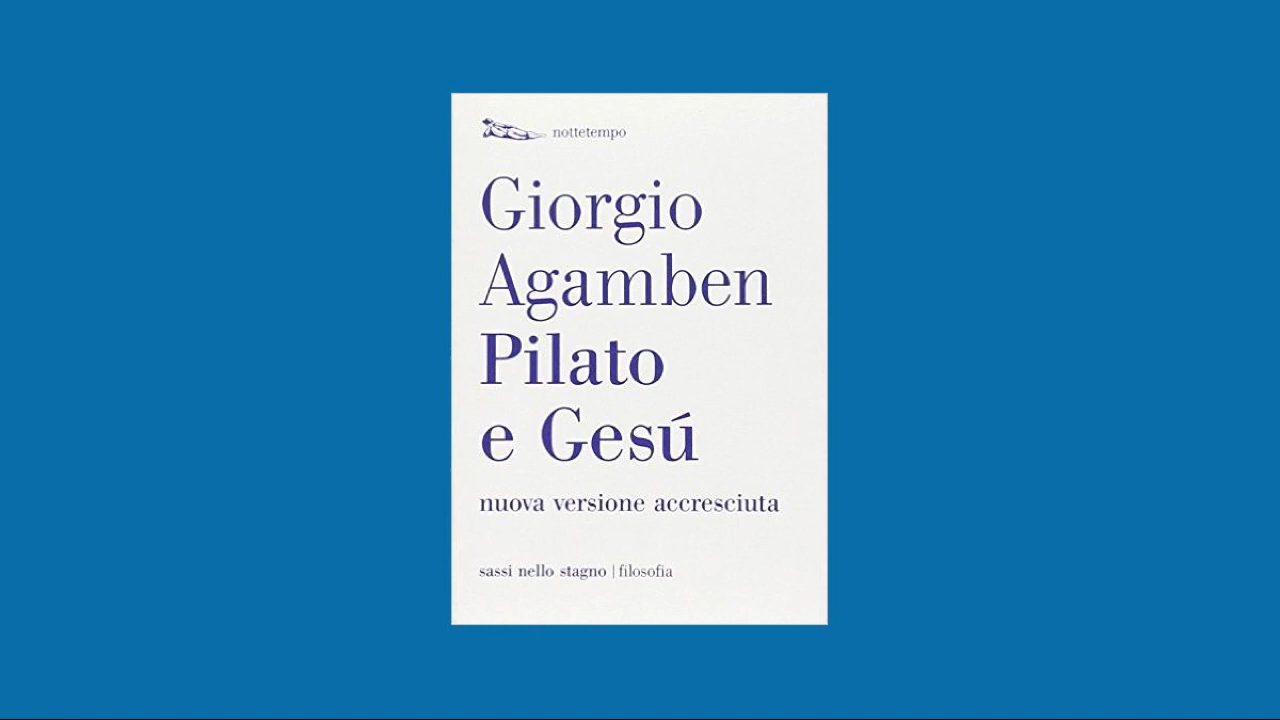 nottetempo
Giorgio
Agamben
Pilato
e Gesú
nuova versione accresciuta
sassi nello stagno | filosofia